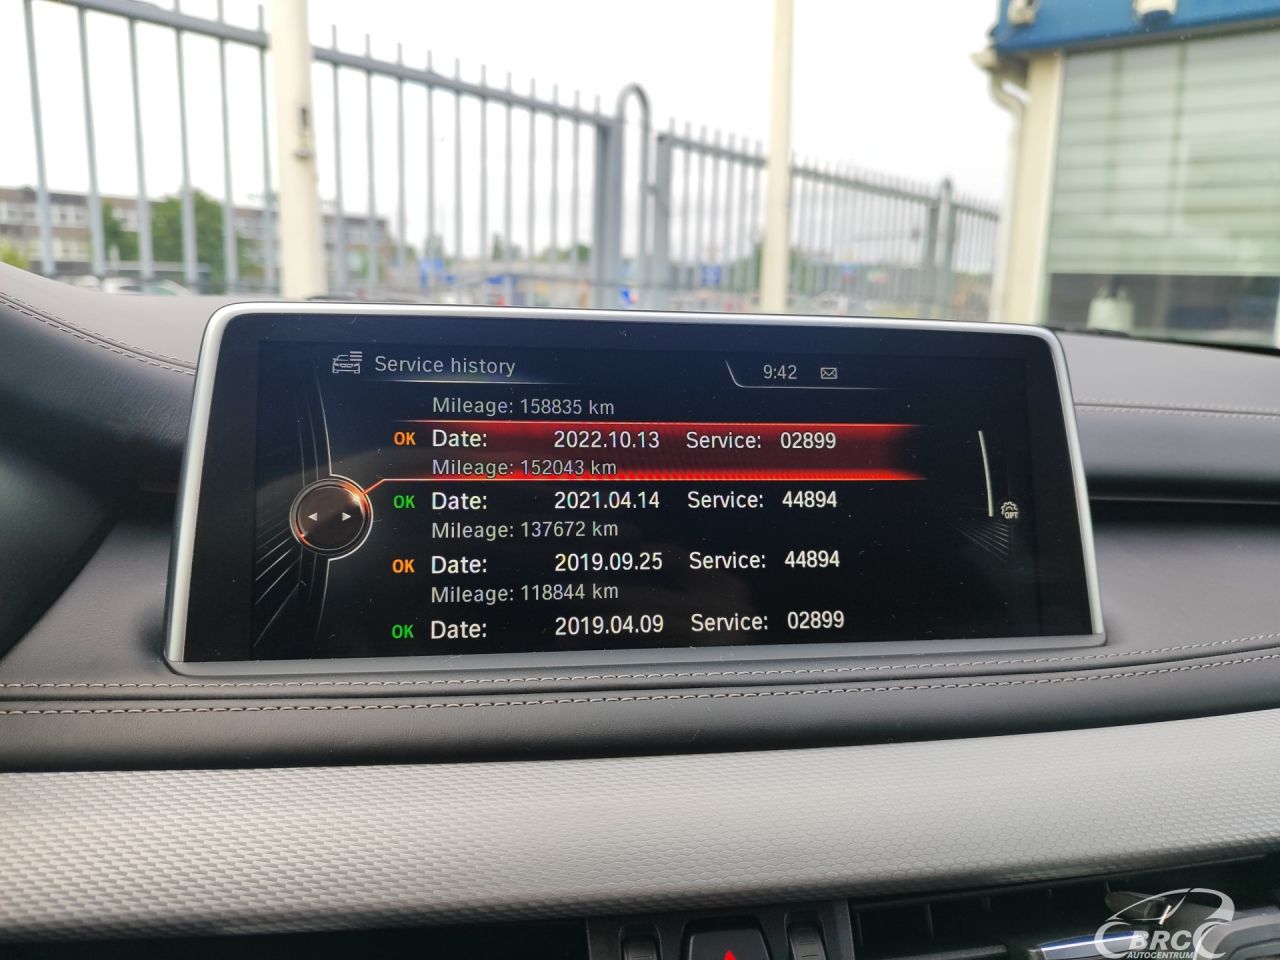 Service history
9:42
Mileage: 158835 km
OK Date: 2022.10.13 Service: 02899
Mileage: 152043 km
OK Date: 2021.04.14 Service: 44894
Mileage: 137672 km
OK Date: 2019.09.25 Service: 44894
Mileage: 118844 km
OK Date: 2019.04.09 Service: 02899
OPT
BRC
AUTOCENTRUM